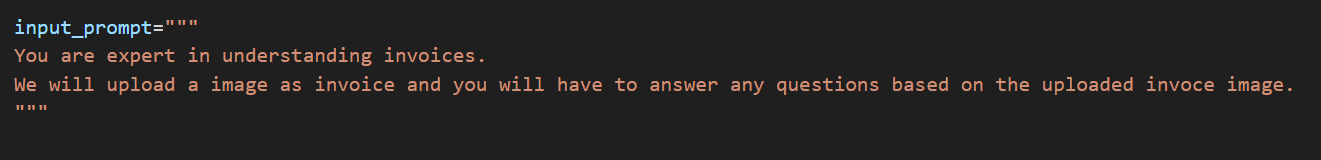 input_prompt="""
You are expert in understanding invoices.
We will upload a image as invoice and you will have to answer any questions based on the uploaded invoce image.
"""